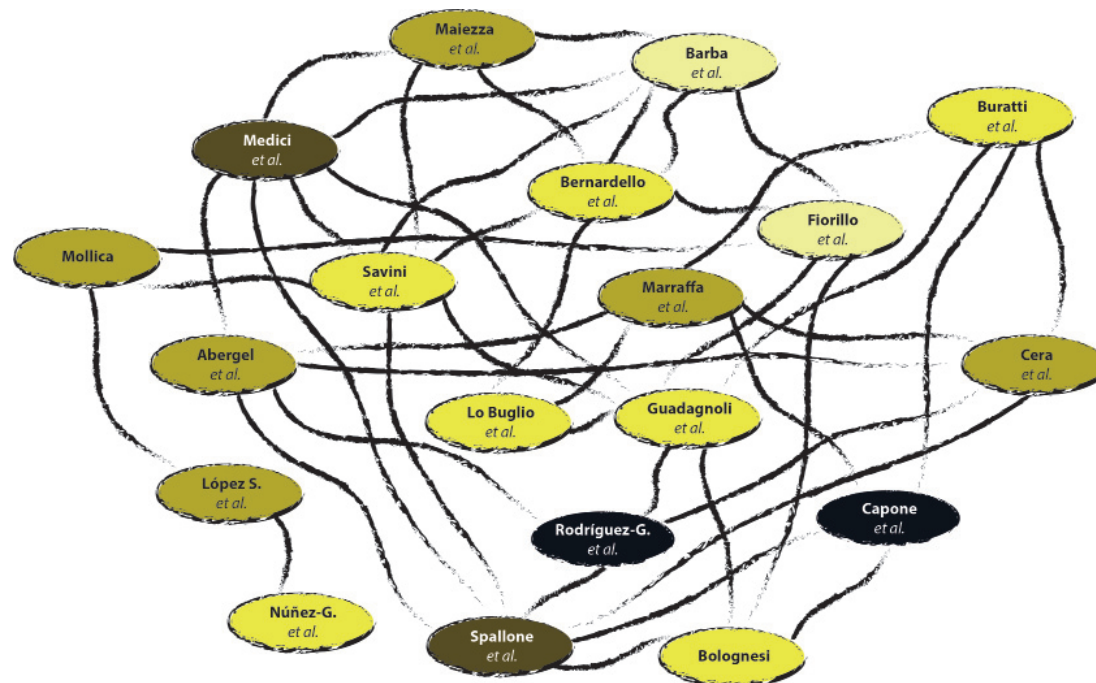 Maiezza
et al.
Barba
et al.
Buratti
et al.
Medici
et al.
Bernardello
et al.
Fiorillo
et al.
Mollica
Savini
et al.
Marraffa
et al.
Abergel
et al.
Cera
et al.
Lo Buglio
et al.
Guadagnoli
et al.
López S.
et al.
Rodríguez-G.
et al.
Capone
et al.
Núñez-G.
et al.
Spallone
et al.
Bolognesi